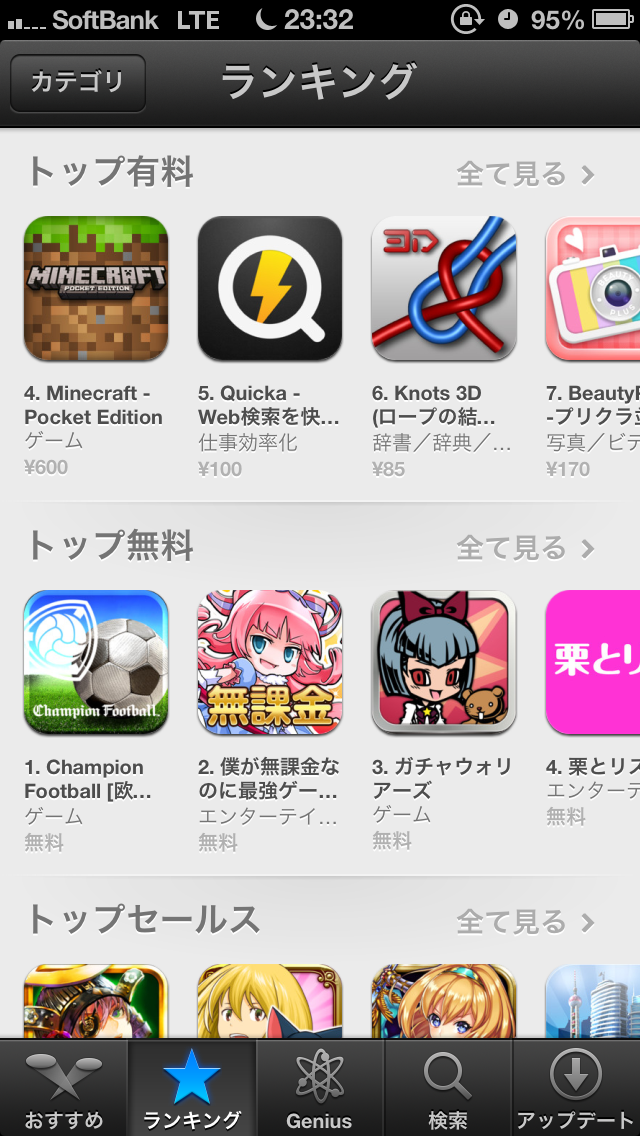 SoftBank LTE 23:32 95%
カテゴリ
ランキング
トップ有料
全て見る
MINECRAFT
POCKET EDITION
3D
BEAUTY
PLUS
4. Minecraft -
Pocket Edition
ゲーム
¥600
5. Quicka -
Web検索を快…
仕事効率化
¥100
6. Knots 3D
(ロープの結…
辞書／辞典／…
¥85
7. BeautyP
-プリクラ
写真／ビデ
¥170
トップ無料
全て見る
Champion Football
無課金
栗とリ
1. Champion
Football [欧…
ゲーム
無料
2. 僕が無課金な
のに最強ゲー…
エンターテイ…
無料
3. ガチャウォリ
アーズ
ゲーム
無料
4. 栗とリス
エンターテ
無料
トップセールス
全て見る
おすすめ
ランキング
Genius
検索
アップデート